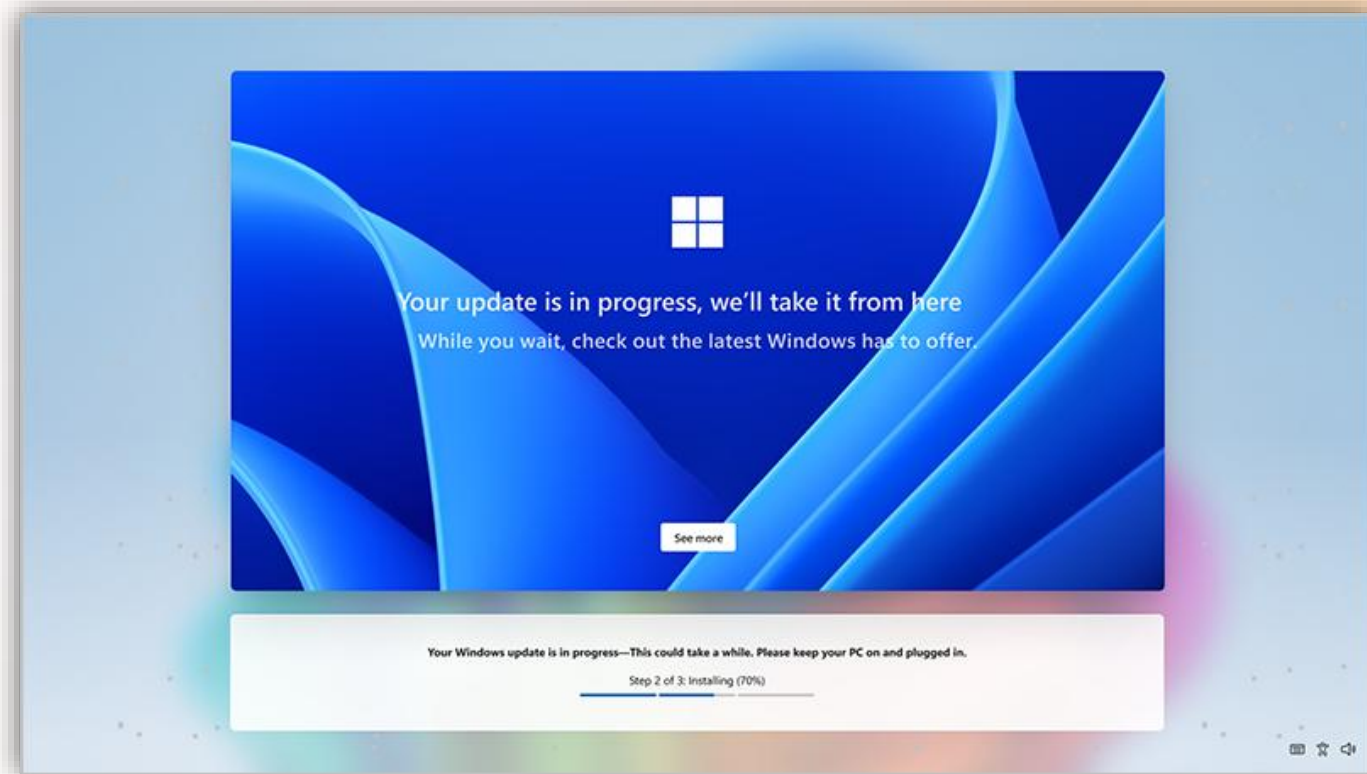 Your update is in progress, we’ll take it from here
While you wait, check out the latest Windows has to offer.
See more
Your Windows update is in progress—This could take a while. Please keep your PC on and plugged in.
Step 2 of 3: Installing (70%)